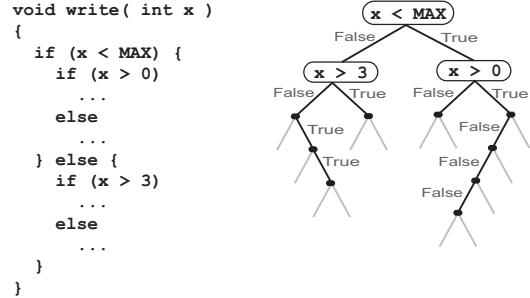 void write( int x )
{
if (x < MAX) {
if (x > 0)
...
else
...
} else {
if (x > 3)
...
else
...
}
}
x < MAX
False True
x > 3 x > 0
False True False True
True False
True False
False